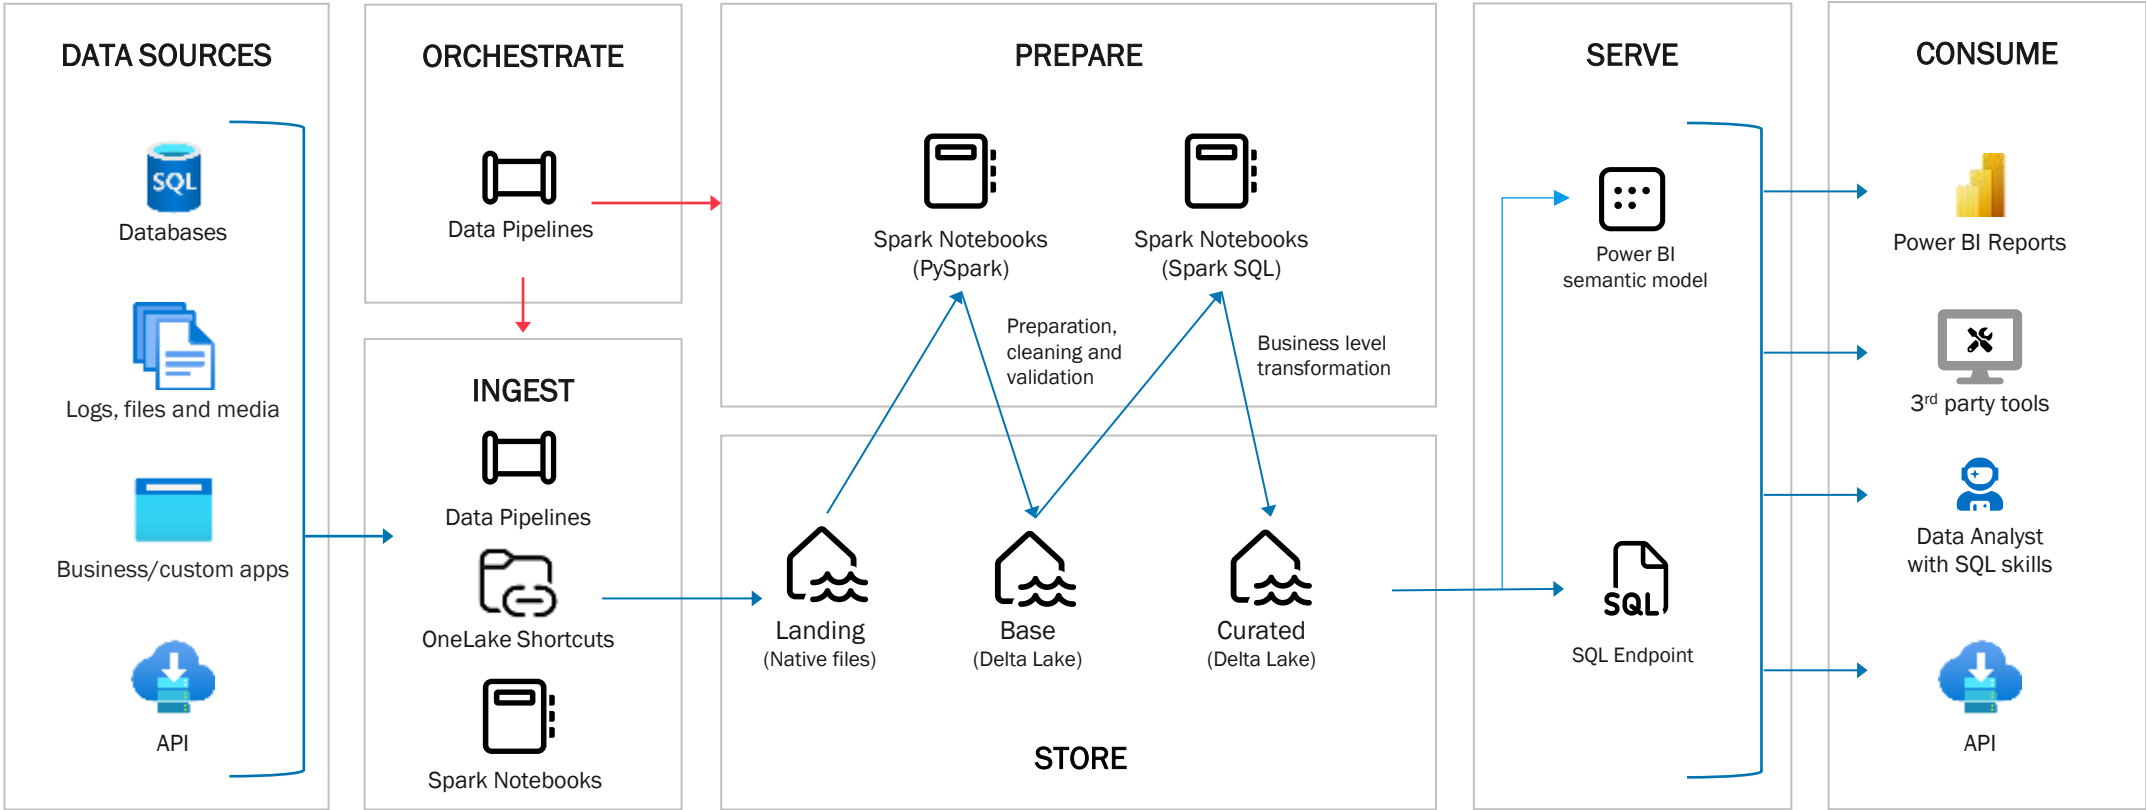 DATA SOURCES
SQL
Databases
Logs, files and media
Business/custom apps
API
ORCHESTRATE
Data Pipelines
INGEST
Data Pipelines
OneLake Shortcuts
Spark Notebooks
PREPARE
Spark Notebooks
(PySpark)
Spark Notebooks
(Spark SQL)
Preparation,
cleaning and
validation
Business level
transformation
Landing
(Native files)
Base
(Delta Lake)
Curated
(Delta Lake)
STORE
SERVE
Power BI
semantic model
SQL
SQL Endpoint
CONSUME
Power BI Reports
3rd party tools
Data Analyst
with SQL skills
API